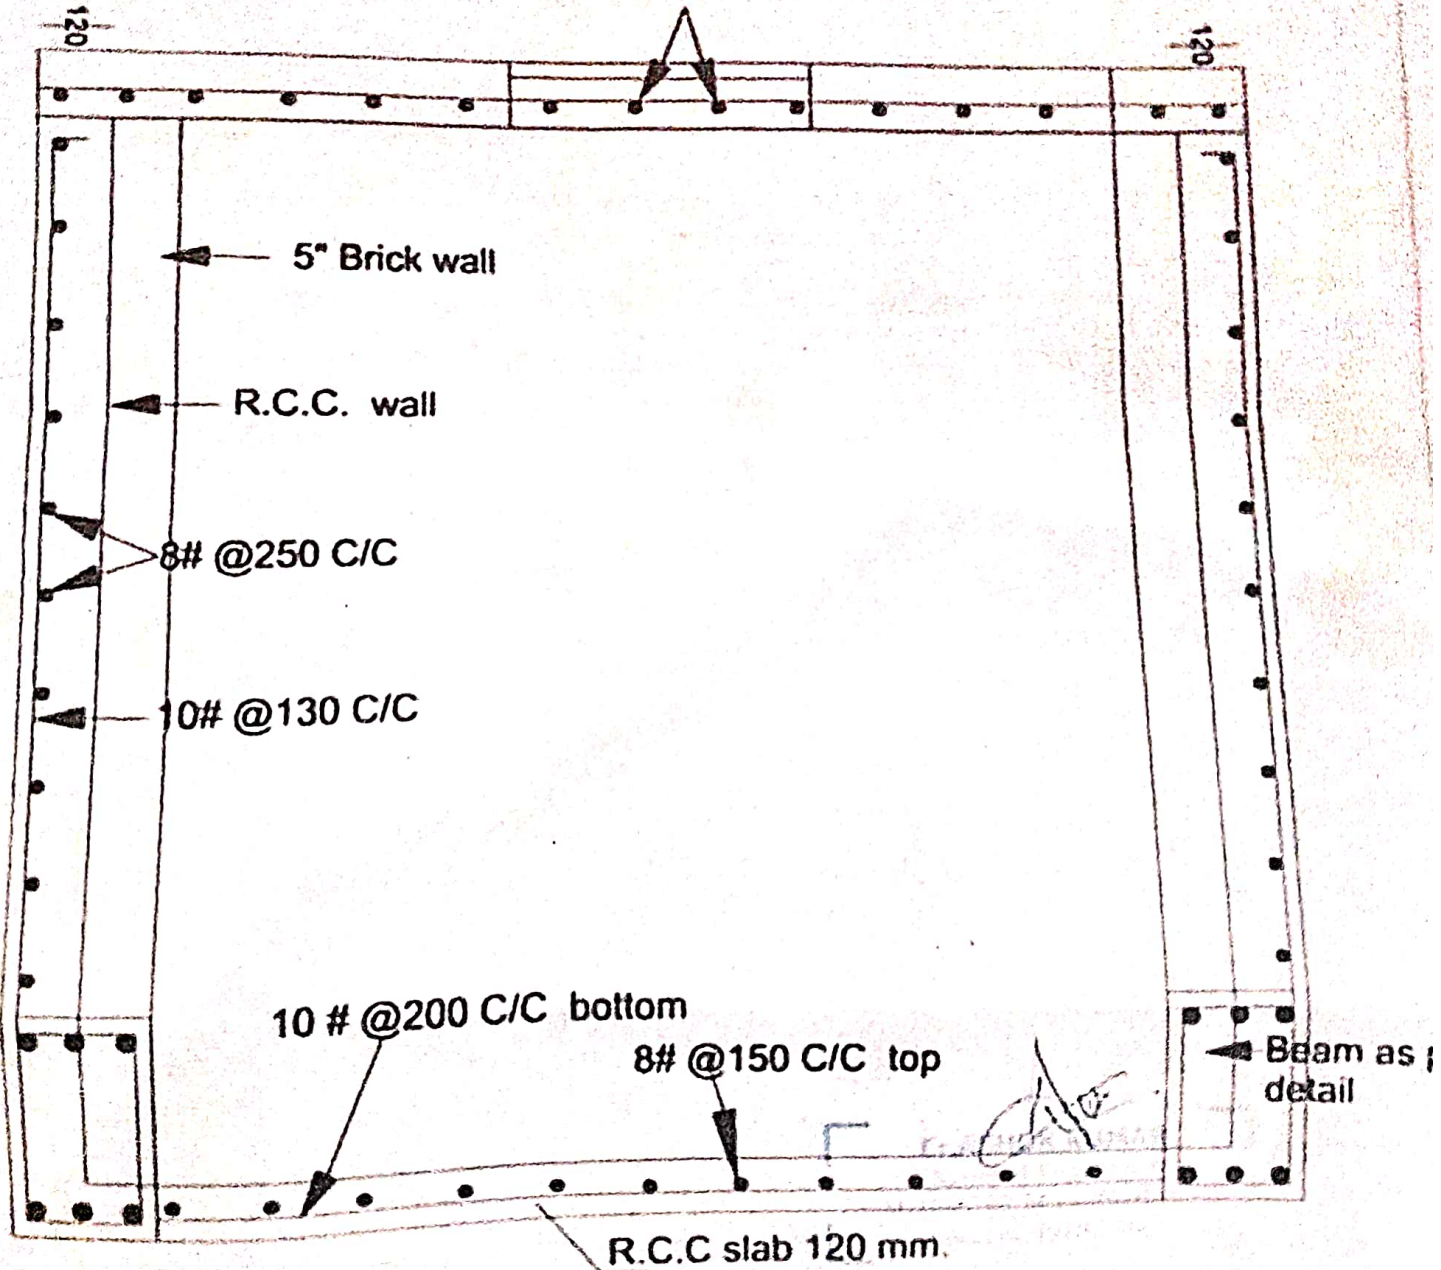 120
120
5" Brick wall
R.C.C. wall
8# @250 C/C
10# @130 C/C
10 # @200 C/C bottom
8# @150 C/C top
Beam as
detail
R.C.C slab 120 mm.